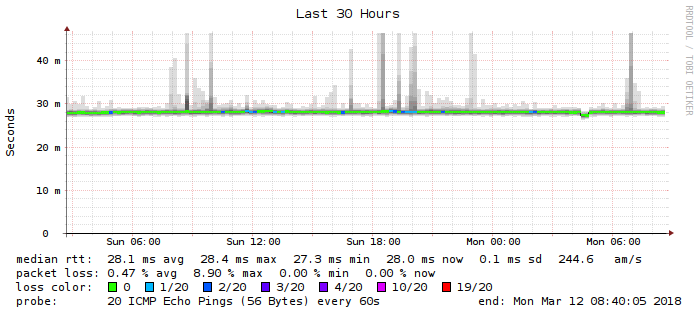 Last 30 Hours
RRDTOOL / TOBI OETIKER
Seconds
40 m
30 m
20 m
10 m
0
Sun 06:00 Sun 12:00 Sun 18:00 Mon 00:00 Mon 06:00
median rtt: 28.1 ms avg 28.4 ms max 27.3 ms min 28.0 ms now 0.1 ms sd 244.6 am/s
packet loss: 0.47 % avg 8.90 % max 0.00 % min 0.00 % now
loss color: 0 1/20 2/20 3/20 4/20 10/20 19/20
probe: 20 ICMP Echo Pings (56 Bytes) every 60s end: Mon Mar 12 08:40:05 2018